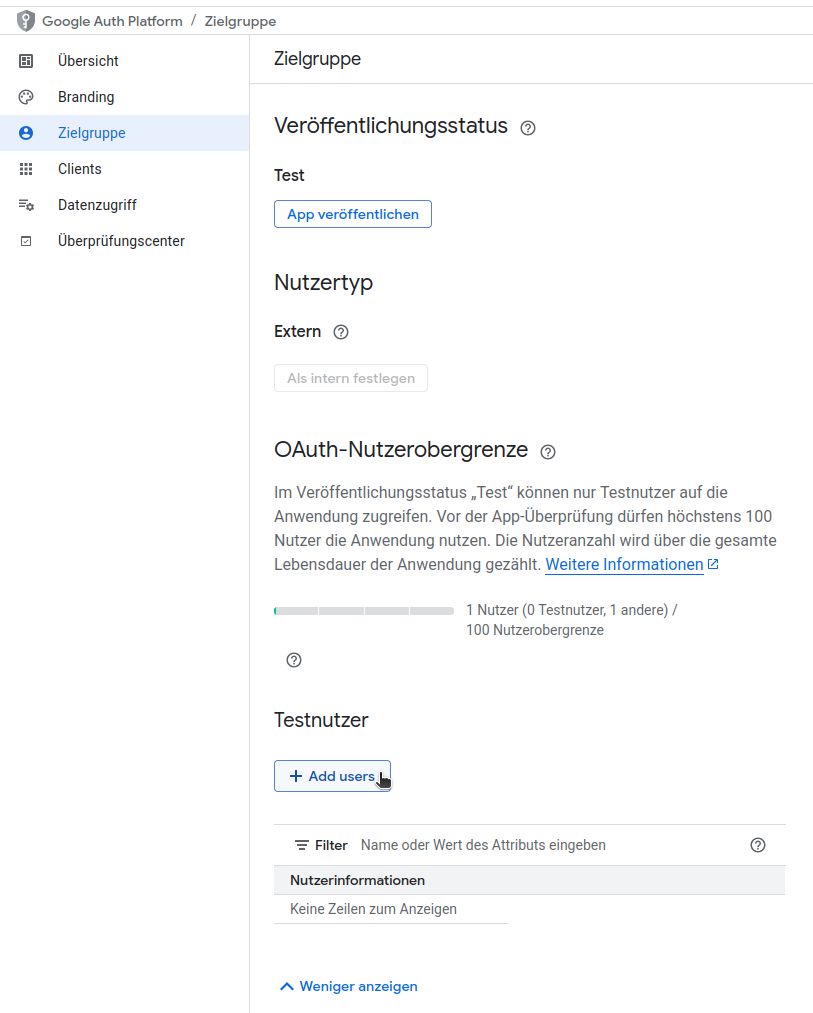 Google Auth Platform / Zielgruppe
Übersicht
Branding
Zielgruppe
Clients
Datenzugriff
Überprüfungscenter
Zielgruppe
Veröffentlichungsstatus
Test
App veröffentlichen
Nutzertyp
Extern
Als intern festlegen
OAuth-Nutzerobergrenze
Im Veröffentlichungsstatus „Test“ können nur Testnutzer auf die
Anwendung zugreifen. Vor der App-Überprüfung dürfen höchstens 100
Nutzer die Anwendung nutzen. Die Nutzeranzahl wird über die gesamte
Lebensdauer der Anwendung gezählt. Weitere Informationen
1 Nutzer (0 Testnutzer, 1 andere) /
100 Nutzerobergrenze
Testnutzer
+ Add users
Filter Name oder Wert des Attributs eingeben
Nutzerinformationen
Keine Zeilen zum Anzeigen
Weniger anzeigen